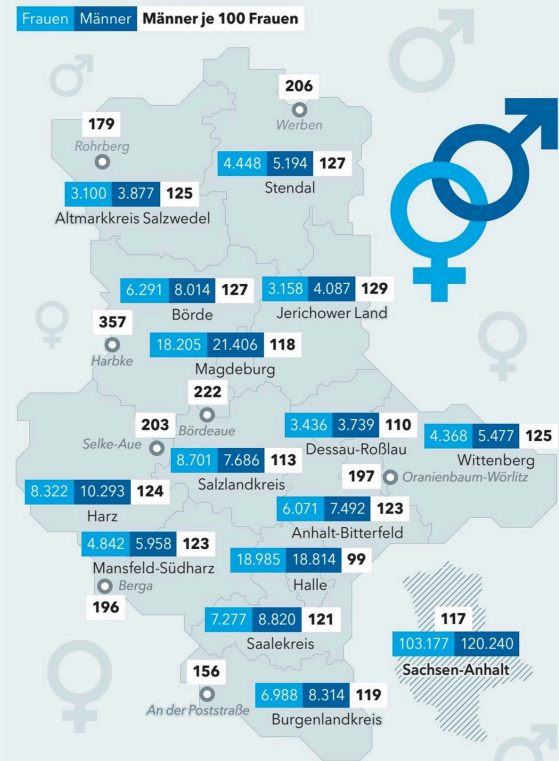 Frauen Männer Männer je 100 Frauen
206
Werben
179
Rohrberg
4.448 5.194 127
Stendal
3.100 3.877 125
Altmarkkreis Salzwedel
6.291 8.014 127
Börde
3.158 4.087 129
Jerichower Land
357
Harbke
18.205 21.406 118
Magdeburg
222
Bördeaue
203
Selke-Aue
3.436 3.739 110
Dessau-Roßlau
4.368 5.477 125
Wittenberg
8.701 7.686 113
Salzlandkreis
197
Oranienbaum-Wörlitz
8.322 10.293 124
Harz
6.071 7.492 123
Anhalt-Bitterfeld
4.842 5.958 123
Mansfeld-Südharz
Berga
196
18.985 18.814 99
Halle
7.277 8.820 121
Saalekreis
117
103.177 120.240
Sachsen-Anhalt
156
An der Poststraße
6.988 8.314 119
Burgenlandkreis